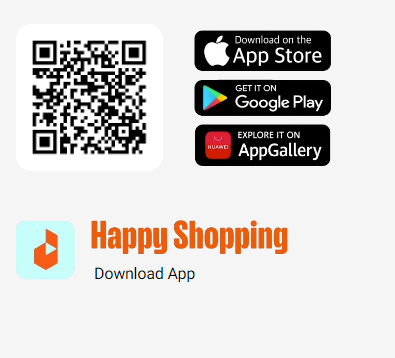 Download on the
App Store
GET IT ON
Google Play
HUAWEI
EXPLORE IT ON
AppGallery
Happy Shopping
Download App